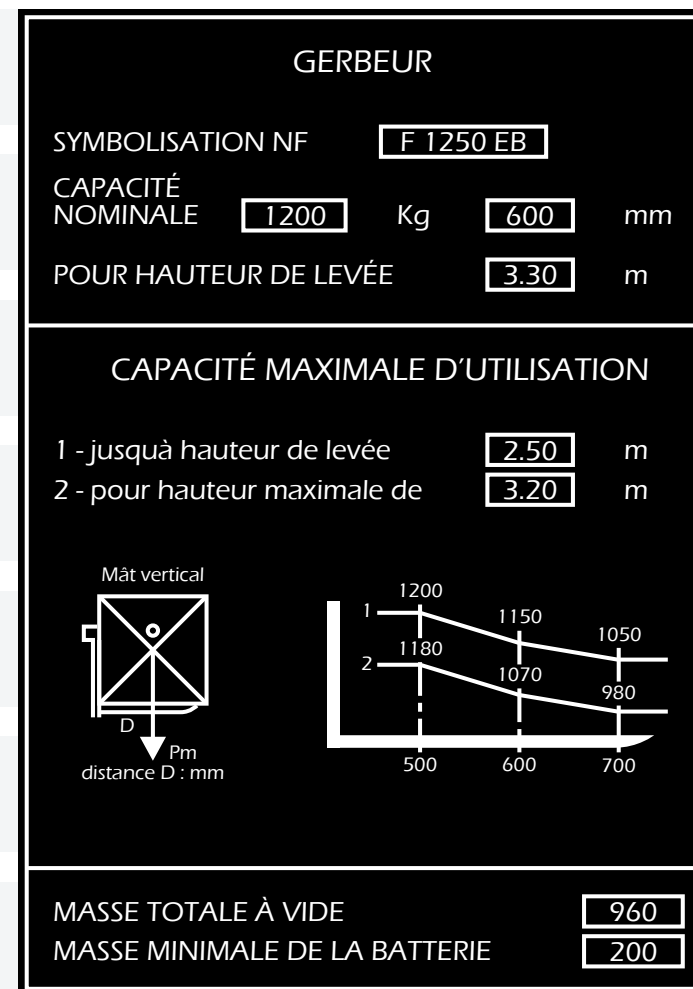 GERBEUR
SYMBOLISATION NF F 1250 EB
CAPACITÉ
NOMINALE 1200 Kg 600 mm
POUR HAUTEUR DE LEVÉE 3.30 m
CAPACITÉ MAXIMALE D'UTILISATION
1 - jusquà hauteur de levée 2.50 m
2 - pour hauteur maximale de 3.20 m
Mât vertical
D
Pm
distance D : mm
1200
1 1150
1050
1180
2 1070
980
500 600 700
MASSE TOTALE À VIDE 960
MASSE MINIMALE DE LA BATTERIE 200